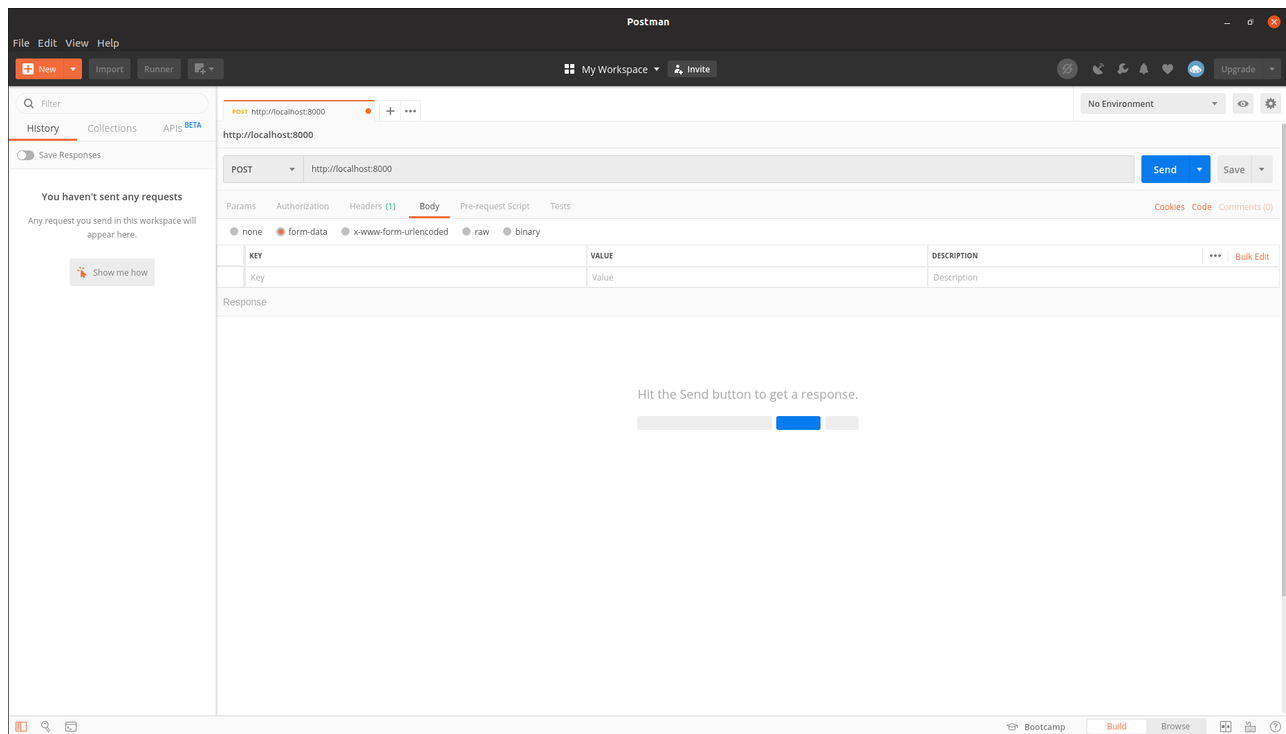 Postman
File Edit View Help
New Import Runner My Workspace Invite Upgrade
Filter
History Collections APIs BETA
Save Responses
You haven't sent any requests
Any request you send in this workspace will
appear here.
Show me how
POST http://localhost:8000
No Environment
http://localhost:8000
POST http://localhost:8000 Send Save
Params Authorization Headers (1) Body Pre-request Script Tests Cookies Code Comments (0)
none form-data x-www-form-urlencoded raw binary
KEY VALUE DESCRIPTION Bulk Edit
Key Value Description
Response
Hit the Send button to get a response.
Bootcamp Build Browse